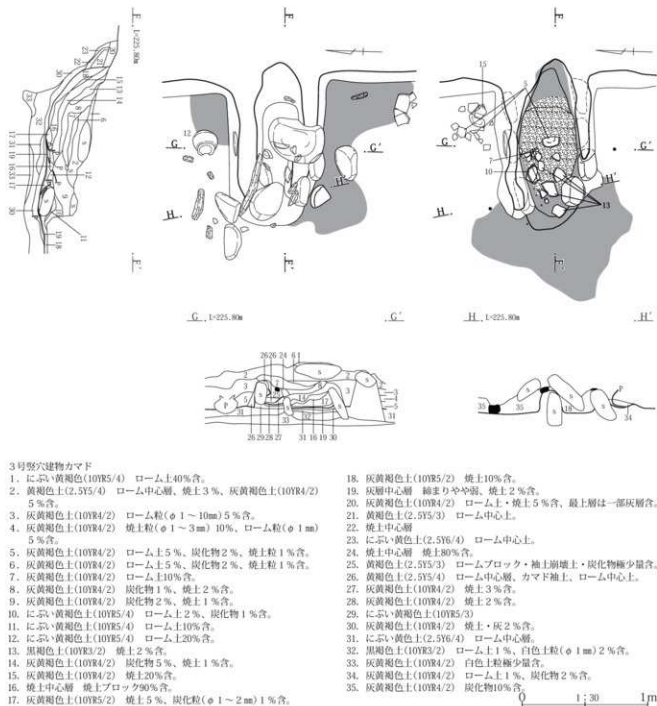 F
L=225.80m
F'
G
G'
H
H'
12
F
F'
15
5
7
10
13
G
G'
H
H'
F
F'
G L=225.80m G'
H L=225.80m H'
3号竪穴建物カマド
1. にぶい黄褐色(10YR5/4) ローム土40%含。
2. 黄褐色土(2.5Y5/4) ローム中心層、焼土3%、灰黄褐色土(10YR4/2)
5%含。
3. 灰黄褐色土(10YR4/2) ローム粒(φ1~10㎜)5%含。
4. 灰黄褐色土(10YR4/2) 焼土粒(φ1~3㎜)10%、ローム粒(φ1㎜)
5%含。
5. 灰黄褐色土(10YR4/2) ローム土5%、炭化物2%、焼土粒1%含。
6. 灰黄褐色土(10YR4/2) ローム土5%、炭化物2%、焼土粒1%含。
7. 灰黄褐色土(10YR4/2) ローム土10%含。
8. 灰黄褐色土(10YR4/2) 炭化物1%、焼土2%含。
9. 灰黄褐色土(10YR4/2) 炭化物2%、焼土1%含。
10. にぶい黄褐色土(10YR5/4) ローム土2%、炭化物1%含。
11. にぶい黄褐色土(10YR5/4) ローム土10%含。
12. にぶい黄褐色土(10YR5/4) ローム土20%含。
13. 黒褐色土(10YR3/2) 焼土2%含。
14. 灰黄褐色土(10YR4/2) 炭化物5%、焼土1%含。
15. 灰黄褐色土(10YR4/2) 焼土20%含。
16. 焼土中心層 焼土ブロック90%含。
17. 灰黄褐色土(10YR5/2) 焼土5%、炭化粒(φ1~2㎜)1%含。
18. 灰黄褐色土(10YR5/2) 焼土10%含。
19. 灰層中心層 締まりやや弱、焼土2%含。
20. 灰黄褐色土(10YR4/2) ローム土・焼土5%含、最上層は一部灰層含。
21. 黄褐色土(2.5Y5/3) ローム中心土。
22. 焼土中心層
23. にぶい黄色土(2.5Y6/4) ローム中心土。
24. 焼土中心層 焼土80%含。
25. 黄褐色土(2.5Y5/3) ロームブロック・袖土崩壊土・炭化物極少量含。
26. 黄褐色土(2.5Y5/4) ローム中心層、カマド袖土、ローム中心土。
27. 灰黄褐色土(10YR4/2) 焼土3%含。
28. 灰黄褐色土(10YR4/2) 焼土2%含。
29. にぶい黄褐色土(10YR5/3)
30. 灰黄褐色土(10YR4/2) 焼土・灰2%含。
31. にぶい黄色土(2.5Y6/4) ローム中心層。
32. 黒褐色土(10YR3/2) ローム土1%、白色土粒(φ1㎜)2%含。
33. 灰黄褐色土(10YR4/2) 白色土粒極少量含。
34. 灰黄褐色土(10YR4/2) ローム土1%、炭化物2%含。
35. 灰黄褐色土(10YR4/2) 炭化物10%含。
0 1:30 1m